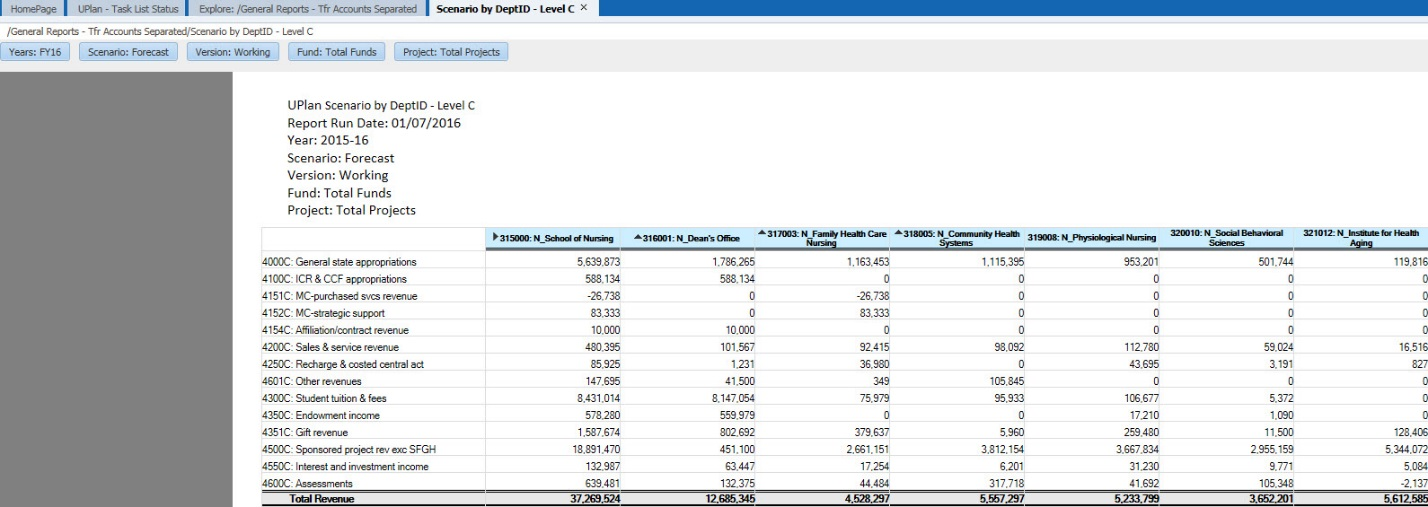 HomePage UPlan - Task List Status Explore: /General Reports - Tfr Accounts Separated Scenario by DeptID - Level C ×
/General Reports - Tfr Accounts Separated/Scenario by DeptID - Level C
Years: FY16 Scenario: Forecast Version: Working Fund: Total Funds Project: Total Projects
UPlan Scenario by DeptID - Level C
Report Run Date: 01/07/2016
Year: 2015-16
Scenario: Forecast
Version: Working
Fund: Total Funds
Project: Total Projects
315000: N_School of Nursing 316001: N_Dean's Office 317003: N_Family Health Care Nursing 318005: N_Community Health Systems 319008: N_Physiological Nursing 320010: N_Social Behavioral Sciences 321012: N_Institute for Health Aging
4000C: General state appropriations 5,639,873 1,786,265 1,163,453 1,115,395 953,201 501,744 119,816
4100C: ICR & CCF appropriations 588,134 588,134 0 0 0 0 0
4151C: MC-purchased svcs revenue -26,738 0 -26,738 0 0 0 0
4152C: MC-strategic support 83,333 0 83,333 0 0 0 0
4154C: Affiliation/contract revenue 10,000 10,000 0 0 0 0 0
4200C: Sales & service revenue 480,395 101,567 92,415 98,092 112,780 59,024 16,516
4250C: Recharge & costed central act 85,925 1,231 36,980 0 43,695 3,191 827
4601C: Other revenues 147,695 41,500 349 105,845 0 0 0
4300C: Student tuition & fees 8,431,014 8,147,054 75,979 95,933 106,677 5,372 0
4350C: Endowment income 578,280 559,979 0 0 17,210 1,090 0
4351C: Gift revenue 1,587,674 802,692 379,637 5,960 259,480 11,500 128,406
4500C: Sponsored project rev exc SFGH 18,891,470 451,100 2,661,151 3,812,154 3,667,834 2,955,159 5,344,072
4550C: Interest and investment income 132,987 63,447 17,254 6,201 31,230 9,771 5,084
4600C: Assessments 639,481 132,375 44,484 317,718 41,692 105,348 -2,137
Total Revenue 37,269,524 12,685,345 4,528,297 5,557,297 5,233,799 3,652,201 5,612,585